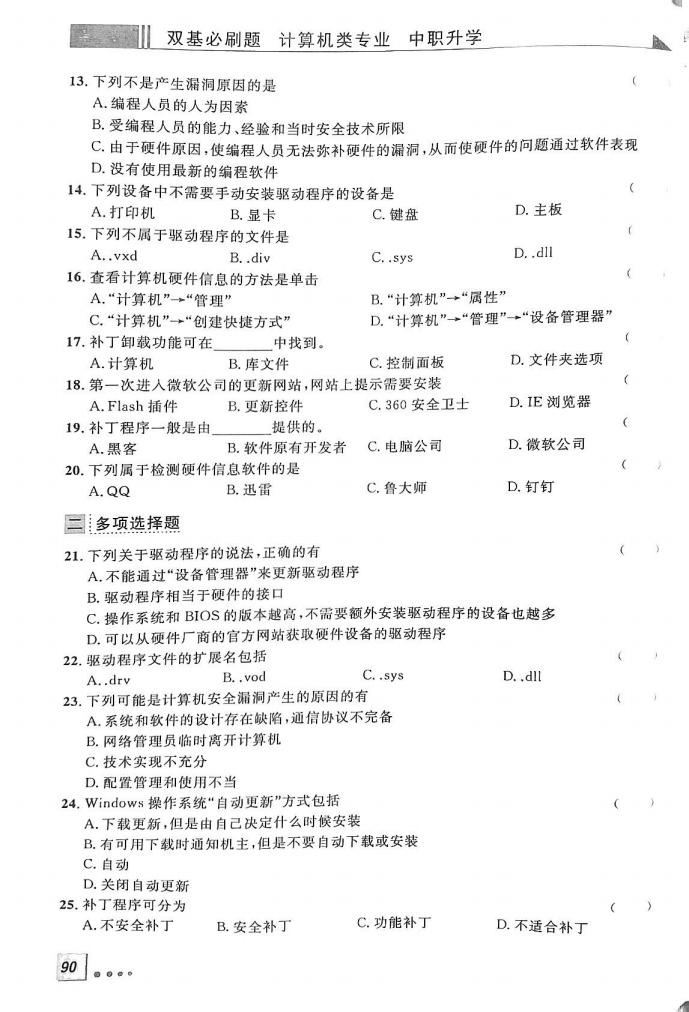 双基必刷题 计算机类专业 中职升学
13. 下列不是产生漏洞原因的是 (
A. 编程人员的人为因素
B. 受编程人员的能力、经验和当时安全技术所限
C. 由于硬件原因,使编程人员无法弥补硬件的漏洞,从而使硬件的问题通过软件表现
D. 没有使用最新的编程软件
14. 下列设备中不需要手动安装驱动程序的设备是 (
A. 打印机 B. 显卡 C. 键盘 D. 主板
15. 下列不属于驱动程序的文件是 (
A. .vxd B. .div C. .sys D. .dll
16. 查看计算机硬件信息的方法是单击 (
A. “计算机”→“管理” B. “计算机”→“属性”
C. “计算机”→“创建快捷方式” D. “计算机”→“管理”→“设备管理器”
17. 补丁卸载功能可在________中找到。 (
A. 计算机 B. 库文件 C. 控制面板 D. 文件夹选项
18. 第一次进入微软公司的更新网站,网站上提示需要安装 (
A. Flash 插件 B. 更新控件 C. 360 安全卫士 D. IE 浏览器
19. 补丁程序一般是由________提供的。 (
A. 黑客 B. 软件原有开发者 C. 电脑公司 D. 微软公司
20. 下列属于检测硬件信息软件的是 ( )
A. QQ B. 迅雷 C. 鲁大师 D. 钉钉
二 多项选择题
21. 下列关于驱动程序的说法,正确的有 ( )
A. 不能通过“设备管理器”来更新驱动程序
B. 驱动程序相当于硬件的接口
C. 操作系统和 BIOS 的版本越高,不需要额外安装驱动程序的设备也越多
D. 可以从硬件厂商的官方网站获取硬件设备的驱动程序
22. 驱动程序文件的扩展名包括 ( )
A. .drv B. .vod C. .sys D. .dll
23. 下列可能是计算机安全漏洞产生的原因的有 ( )
A. 系统和软件的设计存在缺陷,通信协议不完备
B. 网络管理员临时离开计算机
C. 技术实现不充分
D. 配置管理和使用不当
24. Windows 操作系统“自动更新”方式包括 ( )
A. 下载更新,但是由自己决定什么时候安装
B. 有可用下载时通知机主,但是不要自动下载或安装
C. 自动
D. 关闭自动更新
25. 补丁程序可分为 ( )
A. 不安全补丁 B. 安全补丁 C. 功能补丁 D. 不适合补丁
90